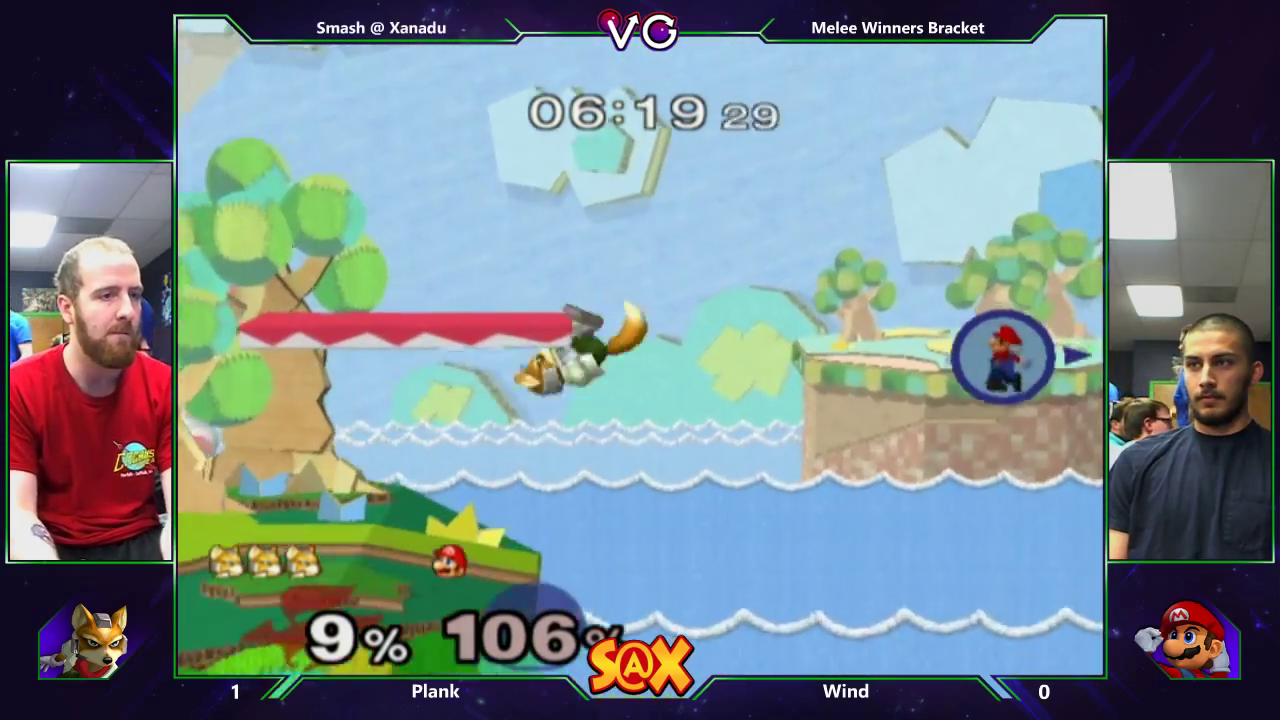 Smash @ Xanadu
VG
Melee Winners Bracket
06:19 29
9% 106%
S@X
1 Plank
Wind 0